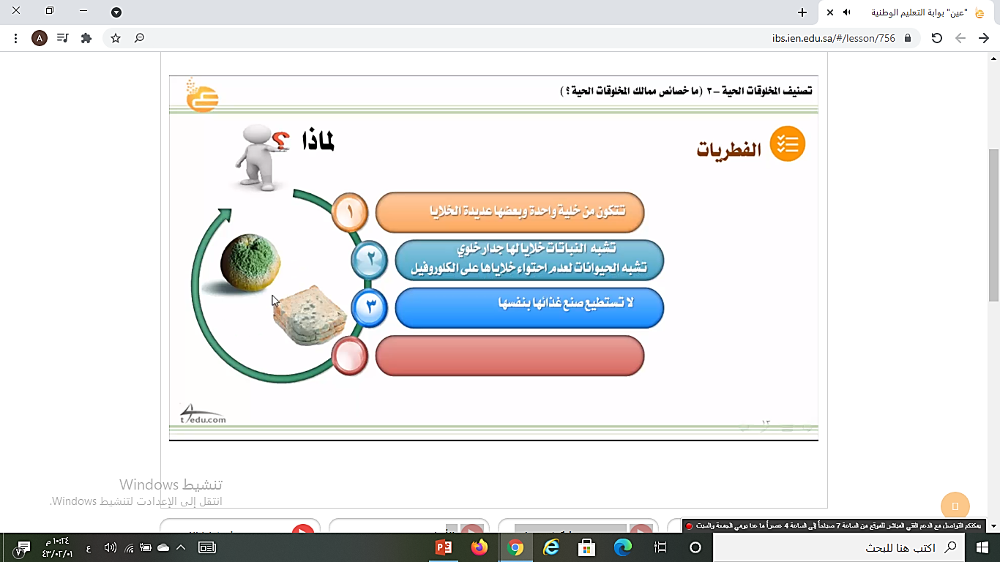 "عين" بوابة التعليم الوطنية
ibs.ien.edu.sa/#/lesson/756
A
تصنيف المخلوقات الحية -٢ (ما خصائص ممالك المخلوقات الحية ؟)
الفطريات
لماذا ؟
١
تتكون من خلية واحدة وبعضها عديدة الخلايا
٢
تشبه النباتات خلايا لها جدار خلوي
تشبه الحيوانات لعدم احتواء خلاياها على الكلوروفيل
٣
لا تستطيع صنع غذائها بنفسها
t4edu.com
١٣
تنشيط Windows
انتقل إلى الإعدادت لتنشيط Windows.
يمكنكم التواصل مع الدعم الفني المباشر للموقع من الساعة 7 صباحاً إلى الساعة 4 عصراً ما عدا يومي الجمعة والسبت
اكتب هنا للبحث
ع
١٠:٢٤ م
٤٣/٠٢/٠١